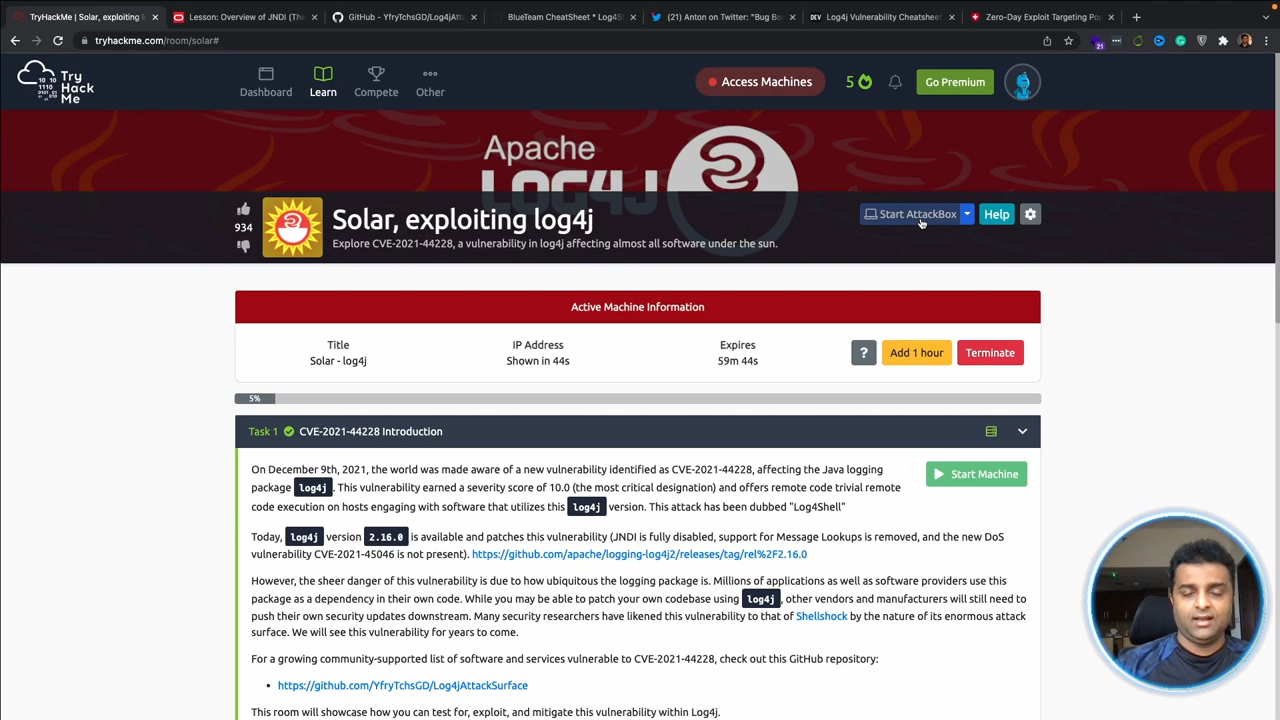 TryHackMe | Solar, exploiting l
Lesson: Overview of JNDI (The
GitHub - YfryTchsGD/Log4jAtta
BlueTeam CheatSheet * Log4S
(21) Anton on Twitter: "Bug Bo
DEV Log4j Vulnerability Cheatshee
Zero-Day Exploit Targeting Pop
tryhackme.com/room/solar#
21
Try Hack Me
Dashboard
Learn
Compete
Other
Access Machines
5
Go Premium
Apache
LOG4J
934
Solar, exploiting log4j
Explore CVE-2021-44228, a vulnerability in log4j affecting almost all software under the sun.
Start AttackBox
Help
Active Machine Information
Title
IP Address
Expires
Solar - log4j
Shown in 44s
59m 44s
?
Add 1 hour
Terminate
5%
Task 1 CVE-2021-44228 Introduction
Start Machine
On December 9th, 2021, the world was made aware of a new vulnerability identified as CVE-2021-44228, affecting the Java logging
package log4j. This vulnerability earned a severity score of 10.0 (the most critical designation) and offers remote code trivial remote
code execution on hosts engaging with software that utilizes this log4j version. This attack has been dubbed "Log4Shell"
Today, log4j version 2.16.0 is available and patches this vulnerability (JNDI is fully disabled, support for Message Lookups is removed, and the new DoS
vulnerability CVE-2021-45046 is not present). https://github.com/apache/logging-log4j2/releases/tag/rel%2F2.16.0
However, the sheer danger of this vulnerability is due to how ubiquitous the logging package is. Millions of applications as well as software providers use this
package as a dependency in their own code. While you may be able to patch your own codebase using log4j, other vendors and manufacturers will still need to
push their own security updates downstream. Many security researchers have likened this vulnerability to that of Shellshock by the nature of its enormous attack
surface. We will see this vulnerability for years to come.
For a growing community-supported list of software and services vulnerable to CVE-2021-44228, check out this GitHub repository:
• https://github.com/YfryTchsGD/Log4jAttackSurface
This room will showcase how you can test for, exploit, and mitigate this vulnerability within Log4j.